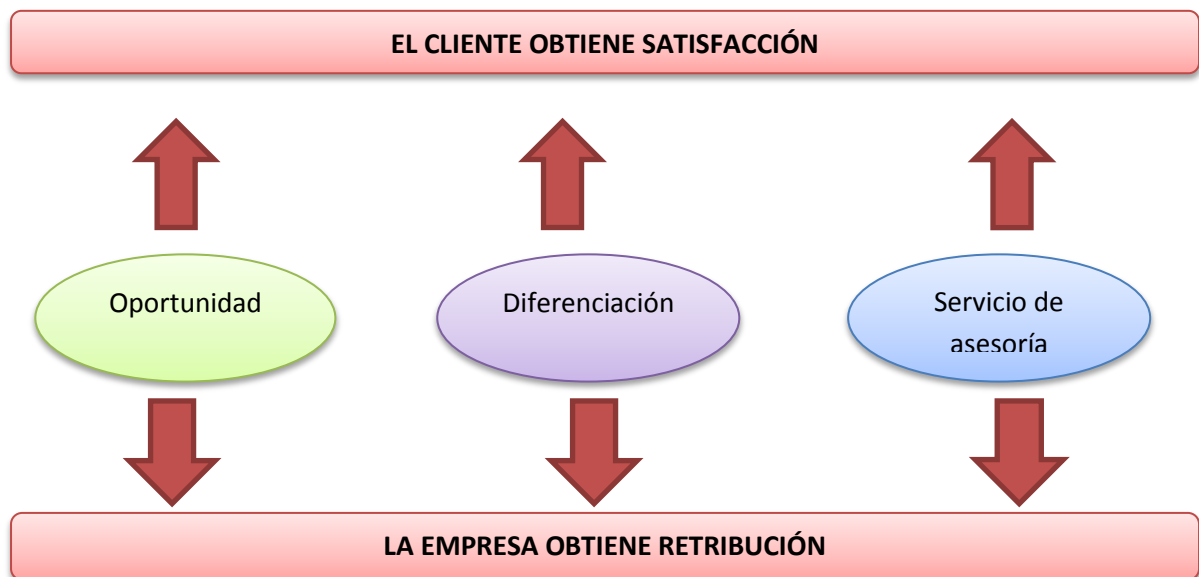 EL CLIENTE OBTIENE SATISFACCIÓN
Oportunidad
Diferenciación
Servicio de
asesoría
LA EMPRESA OBTIENE RETRIBUCIÓN